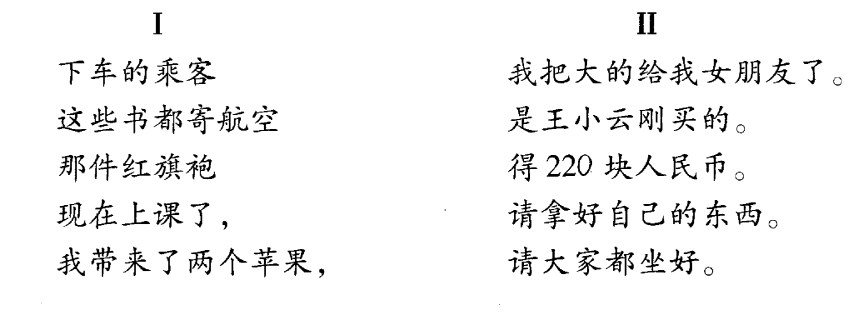 I II
下车的乘客 我把大的给我女朋友了。
这些书都寄航空 是王小云刚买的。
那件红旗袍 得 220 块人民币。
现在上课了， 请拿好自己的东西。
我带来了两个苹果， 请大家都坐好。